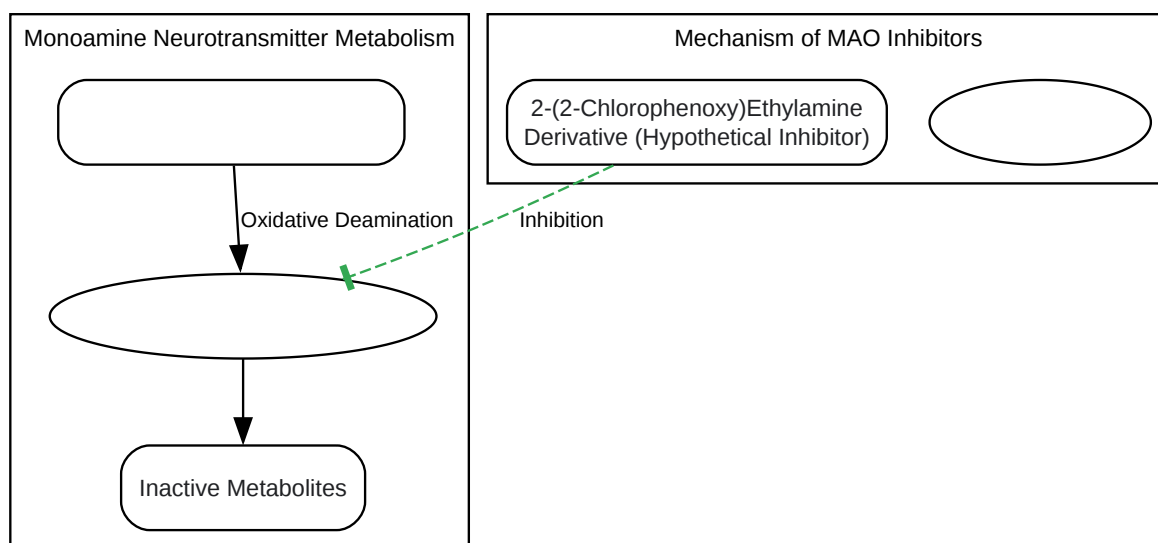 Monoamine Neurotransmitter Metabolism
Mechanism of MAO Inhibitors
2-(2-Chlorophenoxy)Ethylamine
Derivative (Hypothetical Inhibitor)
Oxidative Deamination
Inhibition
Inactive Metabolites